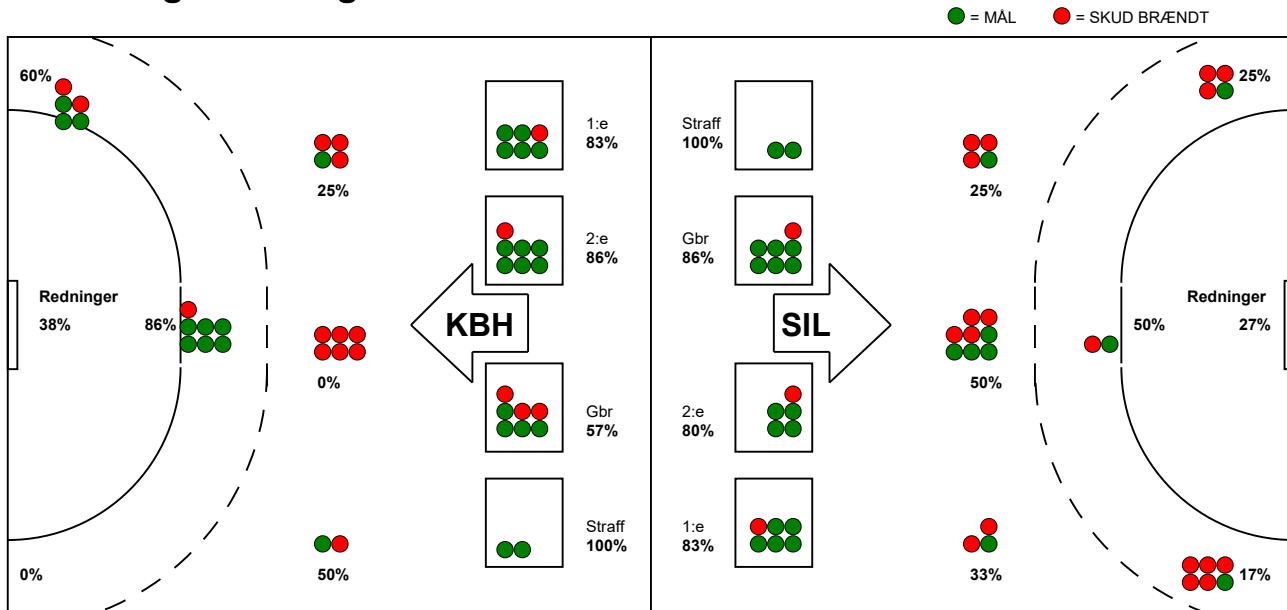 = MÅL
= SKUD BRÆNDT
60%
25%
1:e
83%
Straff
100%
25%
25%
2:e
86%
Gbr
86%
Redninger
38%
86%
KBH
SIL
50%
Redninger
27%
0%
50%
Gbr
57%
2:e
80%
Straff
100%
1:e
83%
0%
50%
33%
17%